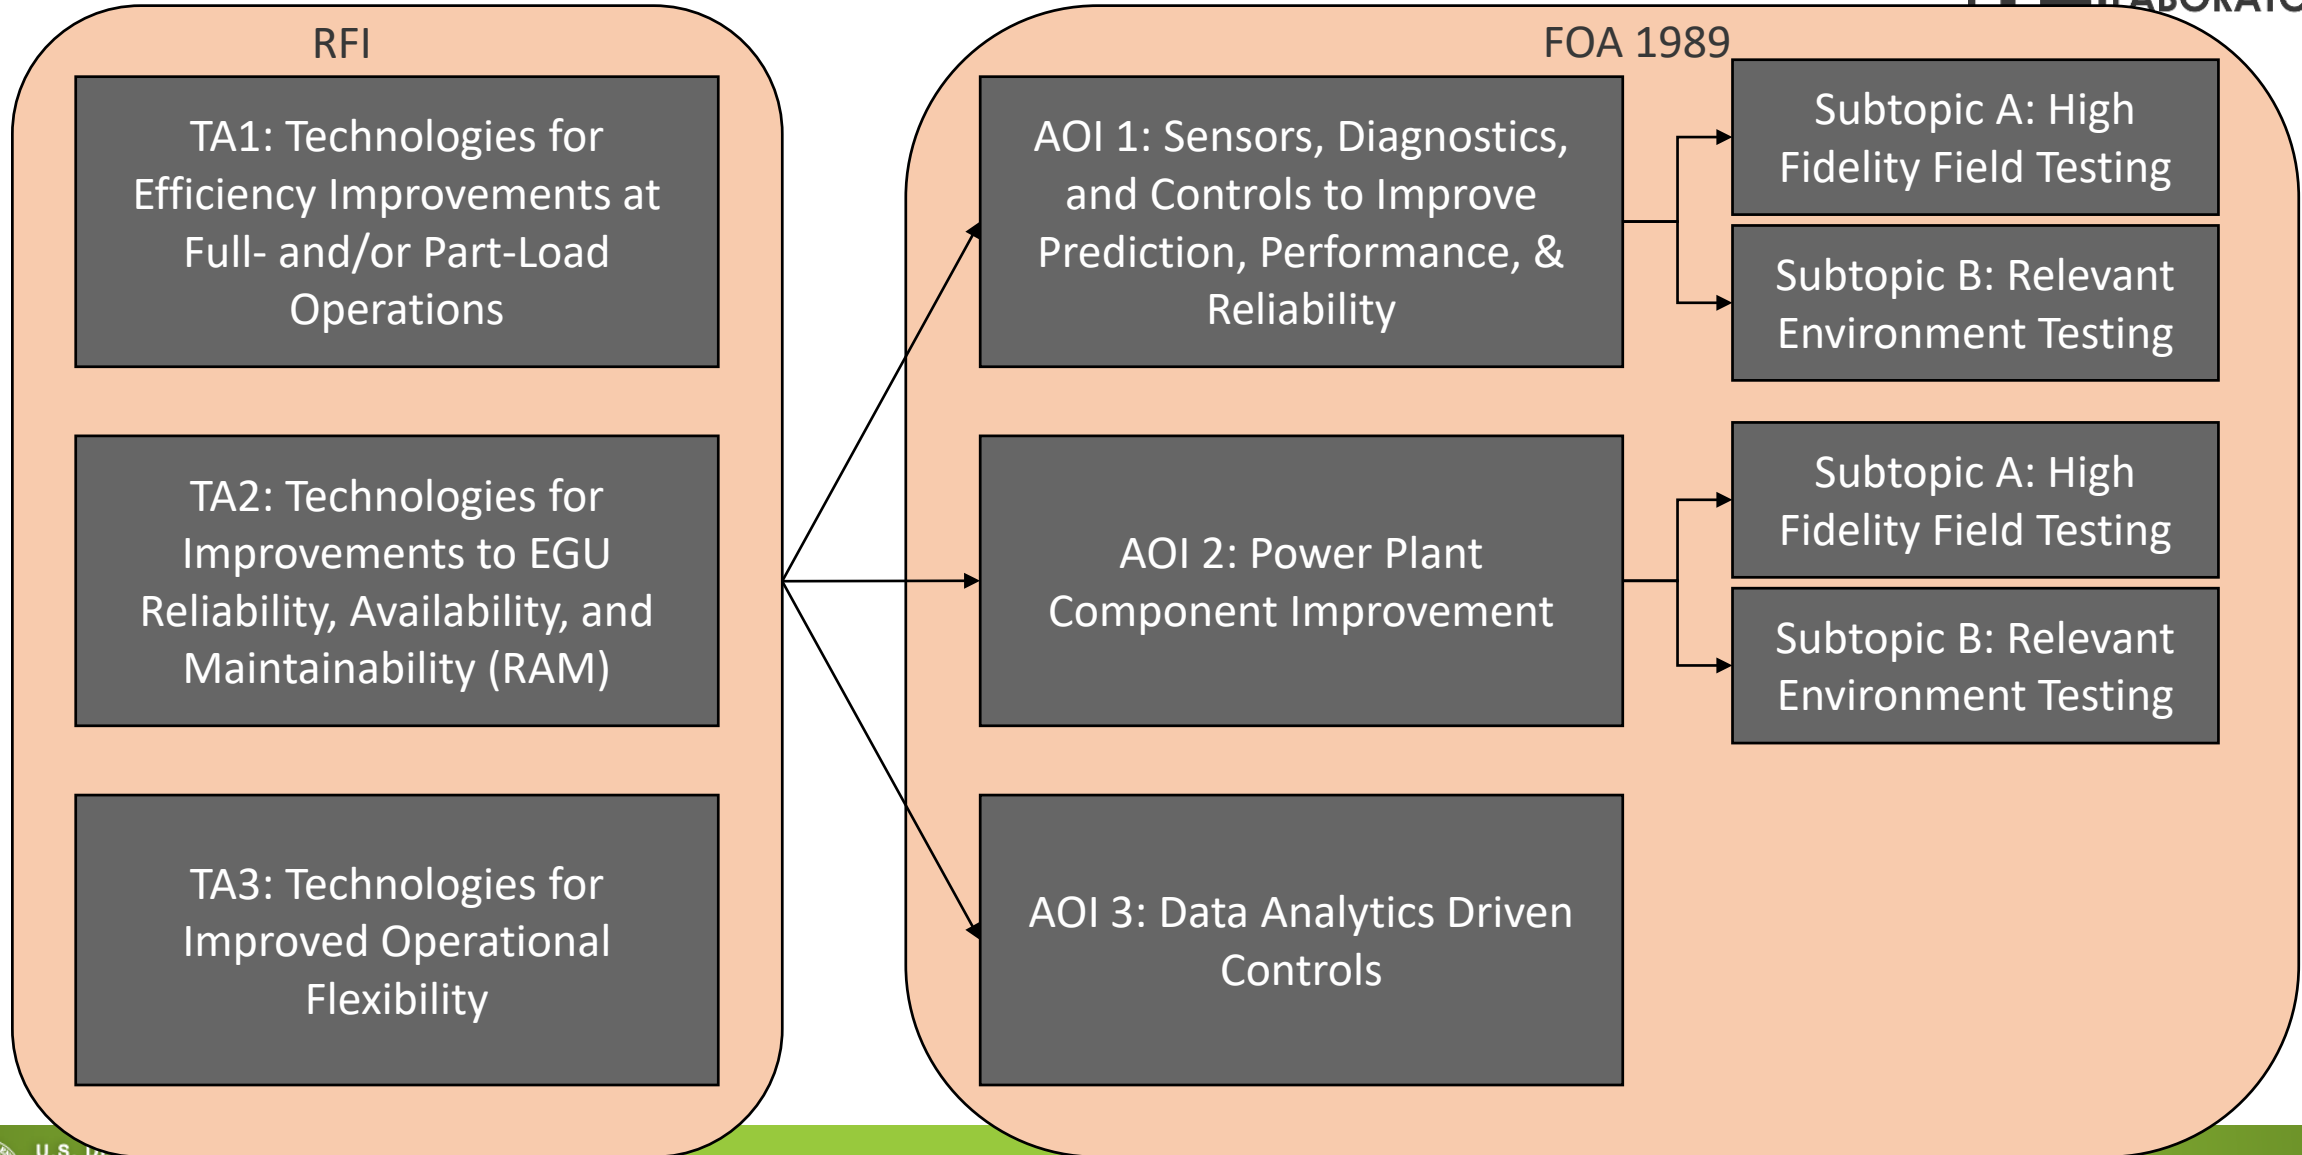 RFI
TA1: Technologies for
Efficiency Improvements at
Full- and/or Part-Load
Operations
TA2: Technologies for
Improvements to EGU
Reliability, Availability, and
Maintainability (RAM)
TA3: Technologies for
Improved Operational
Flexibility
FOA 1989
AOI 1: Sensors, Diagnostics,
and Controls to Improve
Prediction, Performance, &
Reliability
Subtopic A: High
Fidelity Field Testing
Subtopic B: Relevant
Environment Testing
AOI 2: Power Plant
Component Improvement
Subtopic A: High
Fidelity Field Testing
Subtopic B: Relevant
Environment Testing
AOI 3: Data Analytics Driven
Controls
U.S.